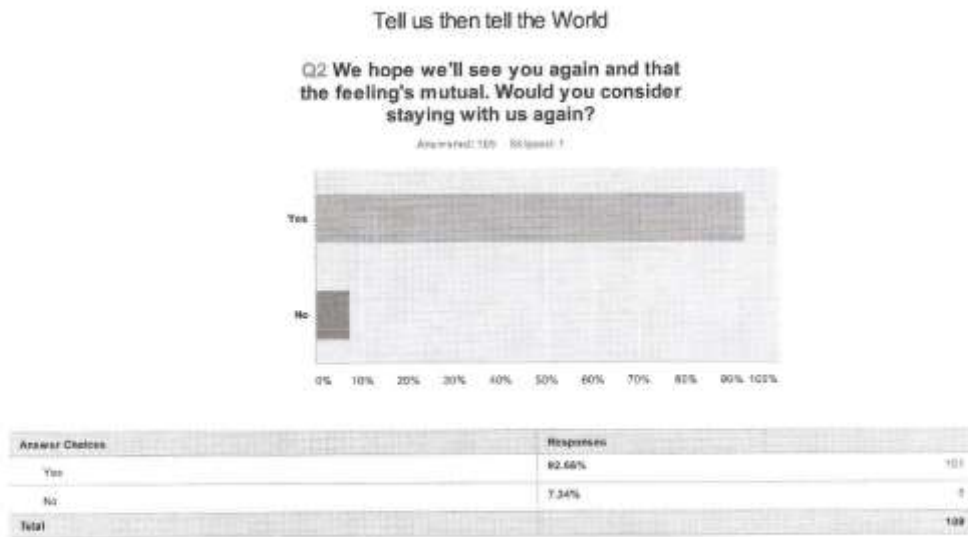 Tell us then tell the World
Q2 We hope we'll see you again and that
the feeling's mutual. Would you consider
staying with us again?
Answered: 109 Skipped: 1
Yes
No
0% 10% 20% 30% 40% 50% 60% 70% 80% 90% 100%
Answer Choices Responses
Yes 92.66% 101
No 7.34%
Total 109